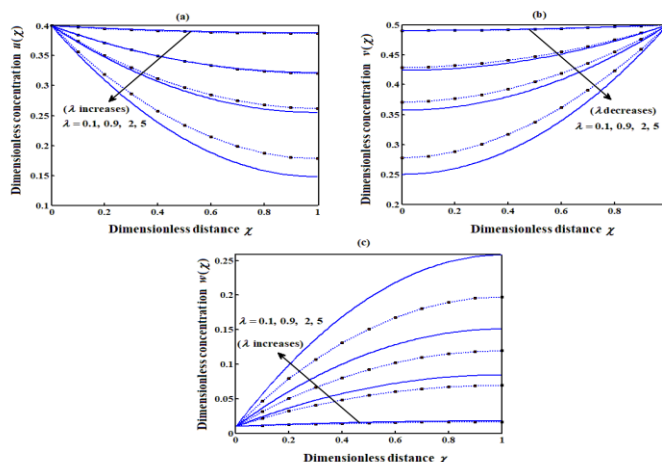 (a)
Dimensionless concentration u(χ)
0.4
0.35
0.3
0.25
0.2
0.15
0.1
(λ increases)
λ = 0.1, 0.9, 2, 5
0
0.2
0.4
0.6
0.8
1
Dimensionless distance χ
(b)
Dimensionless concentration v(χ)
0.5
0.45
0.4
0.35
0.3
0.25
0.2
(λ decreases)
λ = 0.1, 0.9, 2, 5
0
0.2
0.4
0.6
0.8
Dimensionless distance χ
(c)
Dimensionless concentration w(χ)
0.25
0.2
0.15
0.1
0.05
0
λ = 0.1, 0.9, 2, 5
(λ increases)
0
0.2
0.4
0.6
0.8
1
Dimensionless distance χ